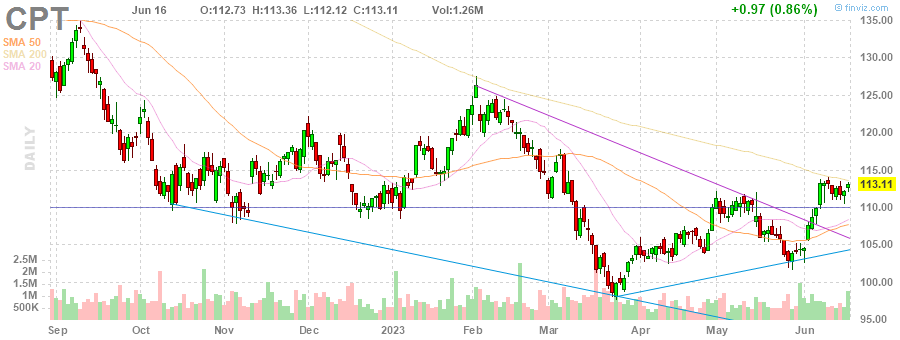 CPT
Jun 16 O:112.73 H:113.36 L:112.12 C:113.11 Vol:1.26M +0.97 (0.86%) © finviz.com
SMA 50
SMA 200
SMA 20
DAILY
135.00
130.00
125.00
120.00
115.00
113.11
110.00
105.00
100.00
95.00
2.5M
2M
1.5M
1M
500K
Sep Oct Nov Dec 2023 Feb Mar Apr May Jun